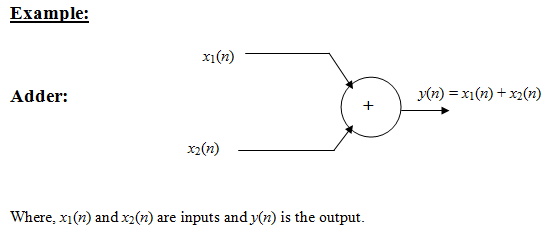 Example:
x₁(n)
Adder:
+
y(n) = x₁(n) + x₂(n)
x₂(n)
Where, x₁(n) and x₂(n) are inputs and y(n) is the output.